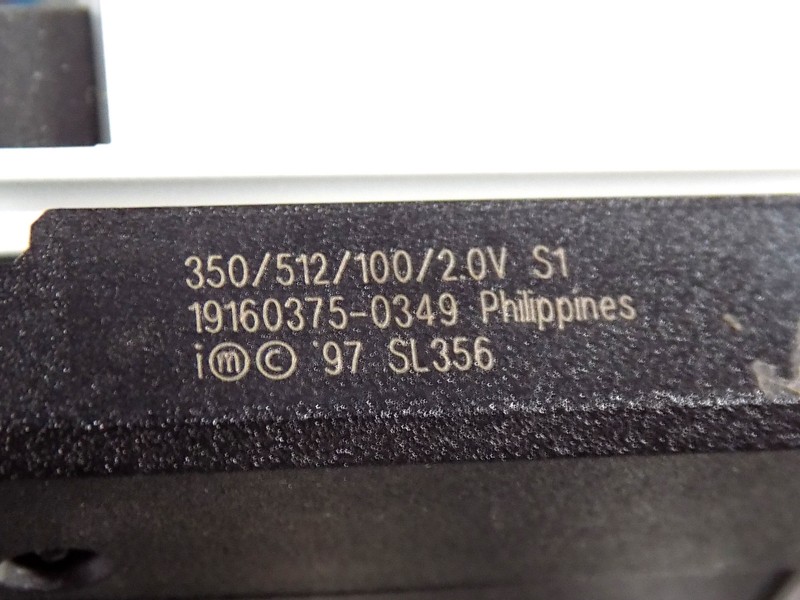 350/512/100/2.0V S1
19160375-0349 Philippines
i ⓜ © '97 SL356